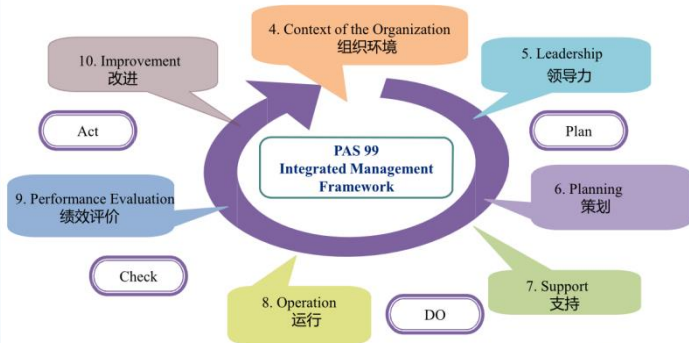 4. Context of the Organization
组织环境
5. Leadership
领导力
10. Improvement
改进
Act
Plan
PAS 99
Integrated Management
Framework
9. Performance Evaluation
绩效评价
6. Planning
策划
Check
8. Operation
运行
DO
7. Support
支持